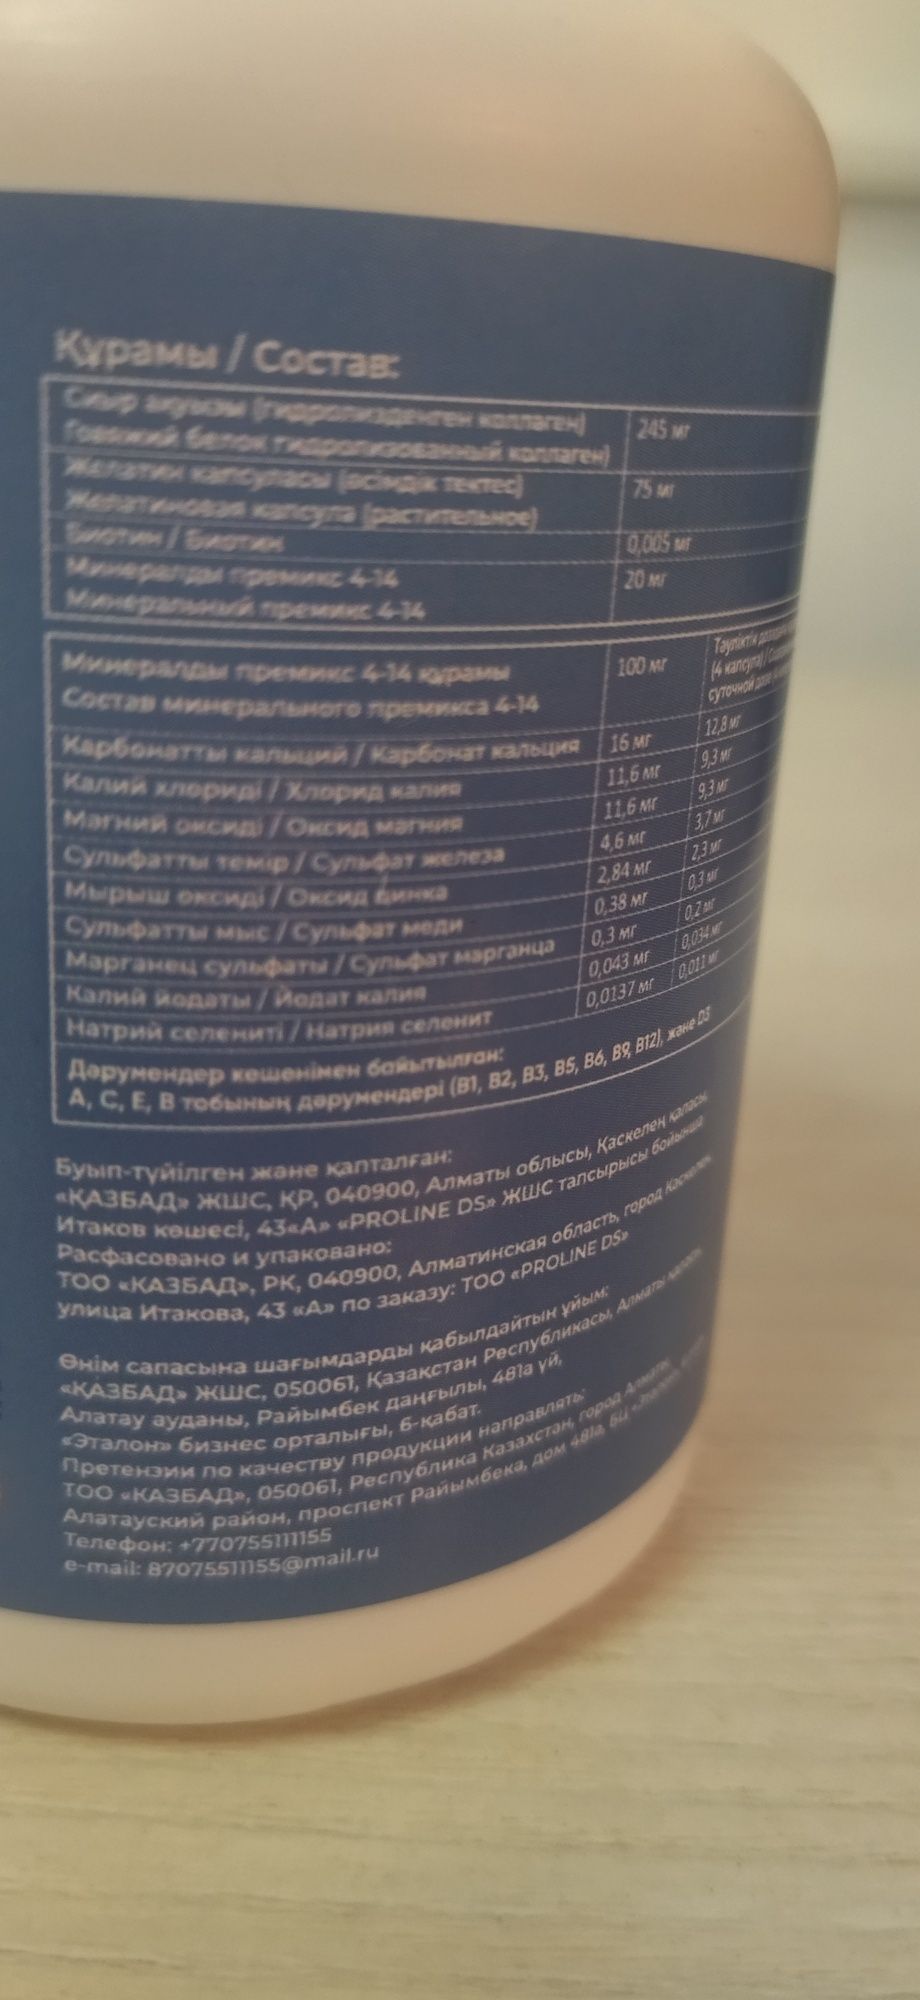 Құрамы / Состав:
Сиыр ақуызы (гидролизденген коллаген) 245 мг
Говяжий белок гидролизованный коллаген)
Желатин капсуласы (өсімдік тектес) 75 мг
Желатиновая капсула (растительное)
Биотин / Биотин 0,005 мг
Минералды премикс 4-14 20 мг
Минеральный премикс 4-14
Минералды премикс 4-14 құрамы 100 мг Тәуліктік
Состав минерального премикса 4-14 (4 капсула) /
суточной дозе
Карбонатты кальций / Карбонат кальция 16 мг 12,8 мг
Калий хлориді / Хлорид калия 11,6 мг 9,3 мг
Магний оксиді / Оксид магния 11,6 мг 9,3 мг
Сульфатты темір / Сульфат железа 4,6 мг 3,7 мг
Мырыш оксиді / Оксид цинка 2,84 мг 2,3 мг
Сульфатты мыс / Сульфат меди 0,38 мг 0,3 мг
Марганец сульфаты / Сульфат марганца 0,3 мг 0,2 мг
Калий йодаты / Йодат калия 0,043 мг 0,034 мг
Натрий селениті / Натрия селенит 0,0137 мг 0,011 мг
Дәрумендер кешенімен байытылған:
А, С, Е, В тобының дәрумендері (В1, В2, В3, В5, В6, В9, В12), және D3
Буып-түйілген және қапталған:
«ҚАЗБАД» ЖШС, ҚР, 040900, Алматы облысы, Қаскелең қаласы,
Итаков көшесі, 43«А» «PROLINE DS» ЖШС тапсырысы бойынша
Расфасовано и упаковано:
ТОО «КАЗБАД», РК, 040900, Алматинская область, город Каскелен,
улица Итакова, 43 «А» по заказу: ТОО «PROLINE DS»
Өнім сапасына шағымдарды қабылдайтын ұйым:
«ҚАЗБАД» ЖШС, 050061, Қазақстан Республикасы, Алматы қаласы,
Алатау ауданы, Райымбек даңғылы, 481а үй,
«Эталон» бизнес орталығы, 6-қабат.
Претензии по качеству продукции направлять:
ТОО «КАЗБАД», 050061, Республика Казахстан, город Алматы,
Алатауский район, проспект Райымбека, дом 481а, БЦ «Эталон»,
Телефон: +77075511155
e-mail: 87075511155@mail.ru